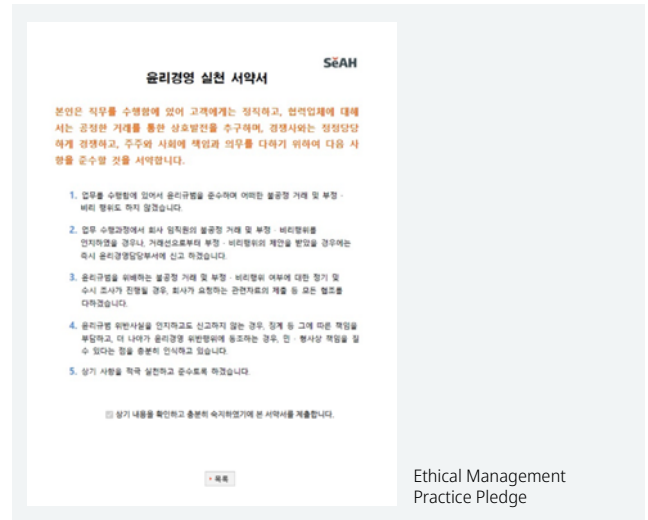 SeAH
윤리경영 실천 서약서
본인은 직무를 수행함에 있어 고객에게는 정직하고, 협력업체에 대해
서는 공정한 거래를 통한 상호발전을 추구하며, 경쟁사와는 정정당당
하게 경쟁하고, 주주와 사회에 책임과 의무를 다하기 위하여 다음 사
항을 준수할 것을 서약합니다.
1. 업무를 수행함에 있어서 윤리규범을 준수하며 어떠한 불공정 거래 및 부정 ·
비리 행위도 하지 않겠습니다.
2. 업무 수행과정에서 회사 임직원의 불공정 거래 및 부정 · 비리행위를
인지하였을 경우나, 거래선으로부터 부정 · 비리행위의 제안을 받았을 경우에는
즉시 윤리경영담당부서에 신고 하겠습니다.
3. 윤리규범을 위배하는 불공정 거래 및 부정 · 비리행위 여부에 대한 정기 및
수시 조사가 진행될 경우, 회사가 요청하는 관련자료의 제출 등 모든 협조를
다하겠습니다.
4. 윤리규범 위반사실을 인지하고도 신고하지 않는 경우, 징계 등 그에 따른 책임을
부담하고, 더 나아가 윤리경영 위반행위에 동조하는 경우, 민 · 형사상 책임을 질
수 있다는 점을 충분히 인식하고 있습니다.
5. 상기 사항을 적극 실천하고 준수토록 하겠습니다.
상기 내용을 확인하고 충분히 숙지하였기에 본 서약서를 제출합니다.
목록
Ethical Management
Practice Pledge